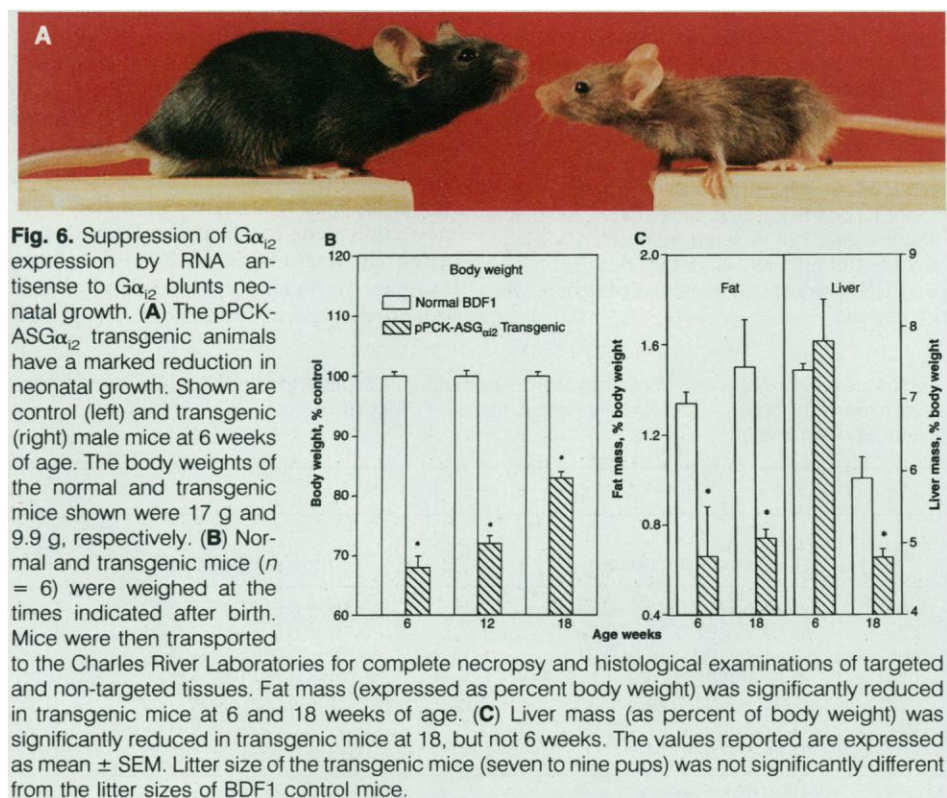 A
Fig. 6. Suppression of Gαi2
expression by RNA an-
tisense to Gαi2 blunts neo-
natal growth. (A) The pPCK-
ASGαi2 transgenic animals
have a marked reduction in
neonatal growth. Shown are
control (left) and transgenic
(right) male mice at 6 weeks
of age. The body weights of
the normal and transgenic
mice shown were 17 g and
9.9 g, respectively. (B) Nor-
mal and transgenic mice (n
= 6) were weighed at the
times indicated after birth.
Mice were then transported
B
Body weight
Normal BDF1
pPCK-ASGαi2 Transgenic
Body weight, % control
120
110
100
90
80
70
60
6 12 18
C
Fat Liver
Fat mass, % body weight
2.0
1.6
1.2
0.8
0.4
Liver mass, % body weight
9
8
7
6
5
4
6 18 6 18
Age weeks
to the Charles River Laboratories for complete necropsy and histological examinations of targeted
and non-targeted tissues. Fat mass (expressed as percent body weight) was significantly reduced
in transgenic mice at 6 and 18 weeks of age. (C) Liver mass (as percent of body weight) was
significantly reduced in transgenic mice at 18, but not 6 weeks. The values reported are expressed
as mean ± SEM. Litter size of the transgenic mice (seven to nine pups) was not significantly different
from the litter sizes of BDF1 control mice.